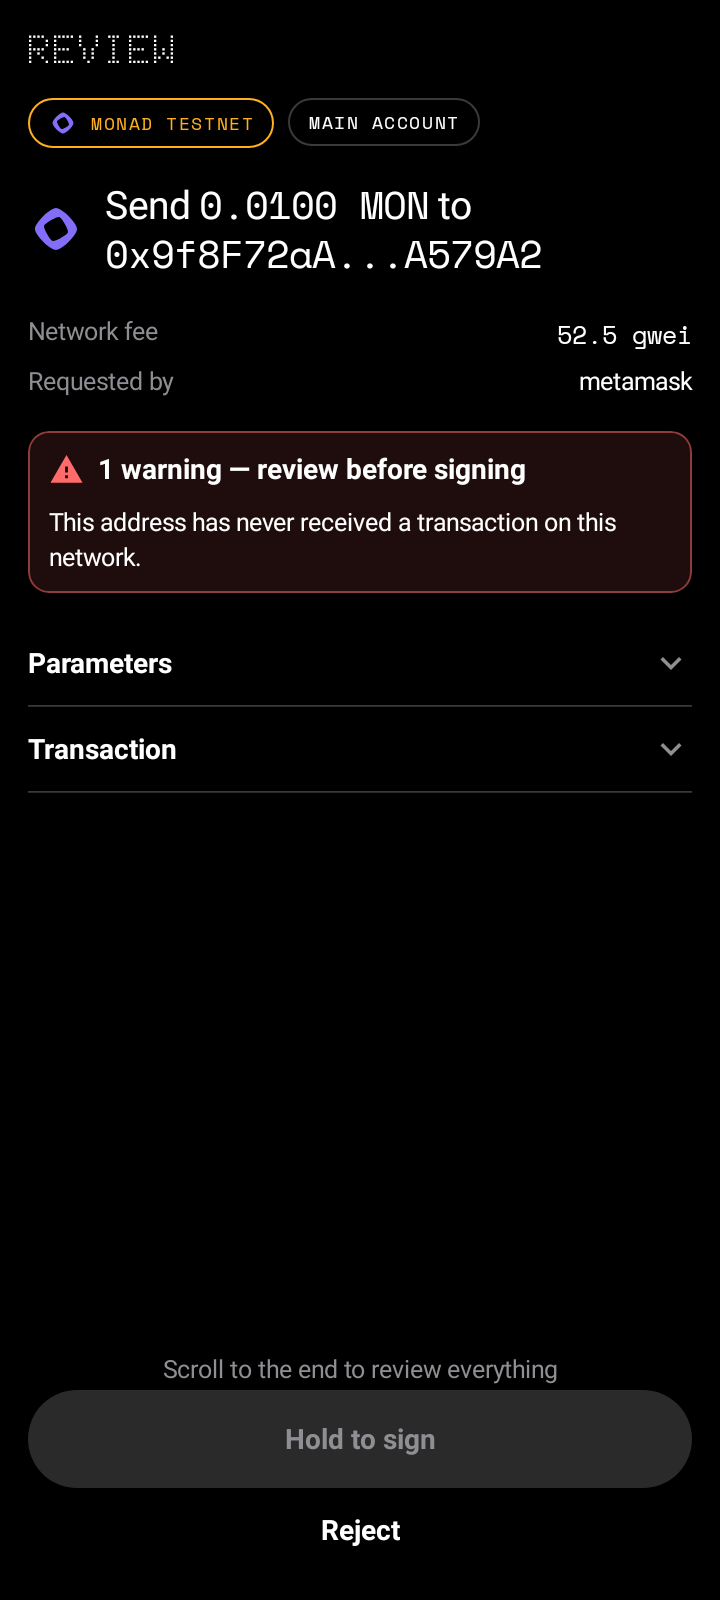 REVIEW
MONAD TESTNET
MAIN ACCOUNT
Send 0.0100 MON to
0x9f8F72aA...A579A2
Network fee
52.5 gwei
Requested by
metamask
1 warning — review before signing
This address has never received a transaction on this
network.
Parameters
Transaction
Scroll to the end to review everything
Hold to sign
Reject